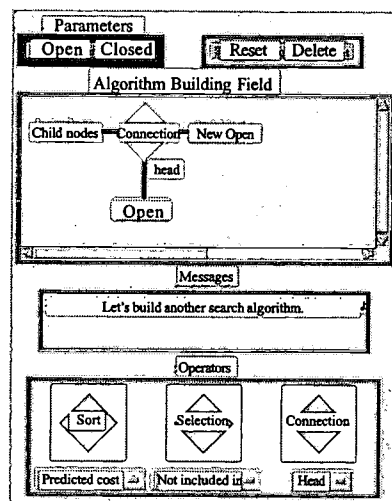 Parameters
Open Closed Reset Delete
Algorithm Building Field
Child nodes Connection New Open
head
Open
Messages
Let's build another search algorithm.
Operators
Sort Selection Connection
Predicted cost Not included in Head